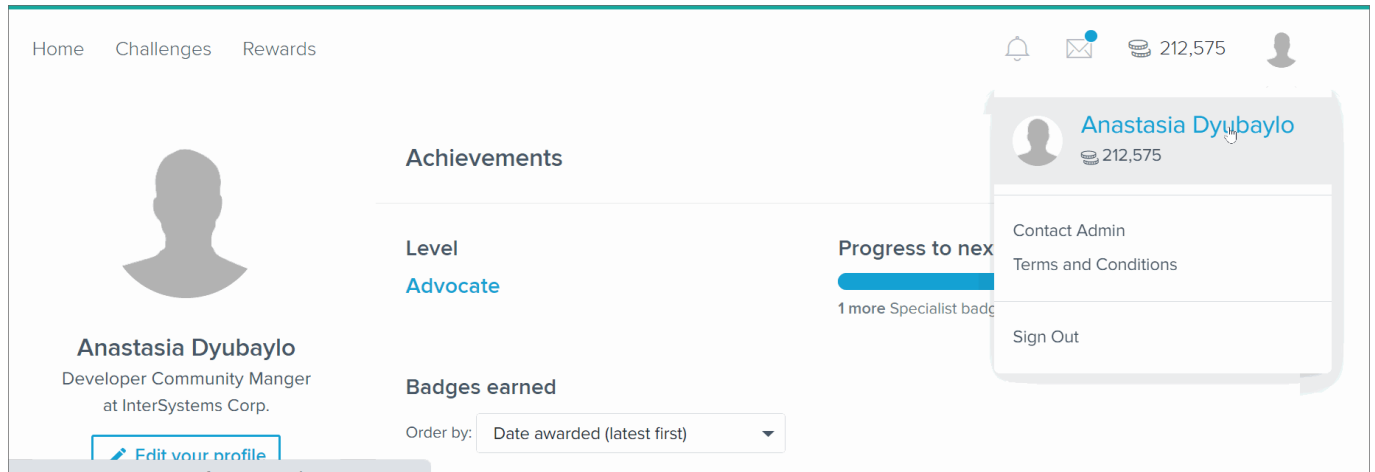 Home Challenges Rewards 212,575
Anastasia Dyubaylo
212,575
Contact Admin
Terms and Conditions
Sign Out
Achievements
Level
Advocate
Progress to nex
1 more Specialist badg
Anastasia Dyubaylo
Developer Community Manger
at InterSystems Corp.
Edit your profile
Badges earned
Order by: Date awarded (latest first)